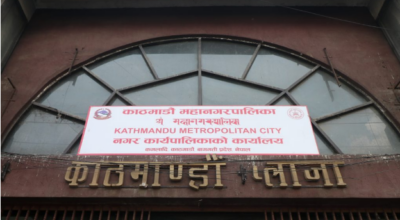 काठमाडौं महानगरपालिका
KATHMANDU METROPOLITAN CITY
नगर कार्यपालिकाको कार्यालय
काठमाण्डौ प्लाजा